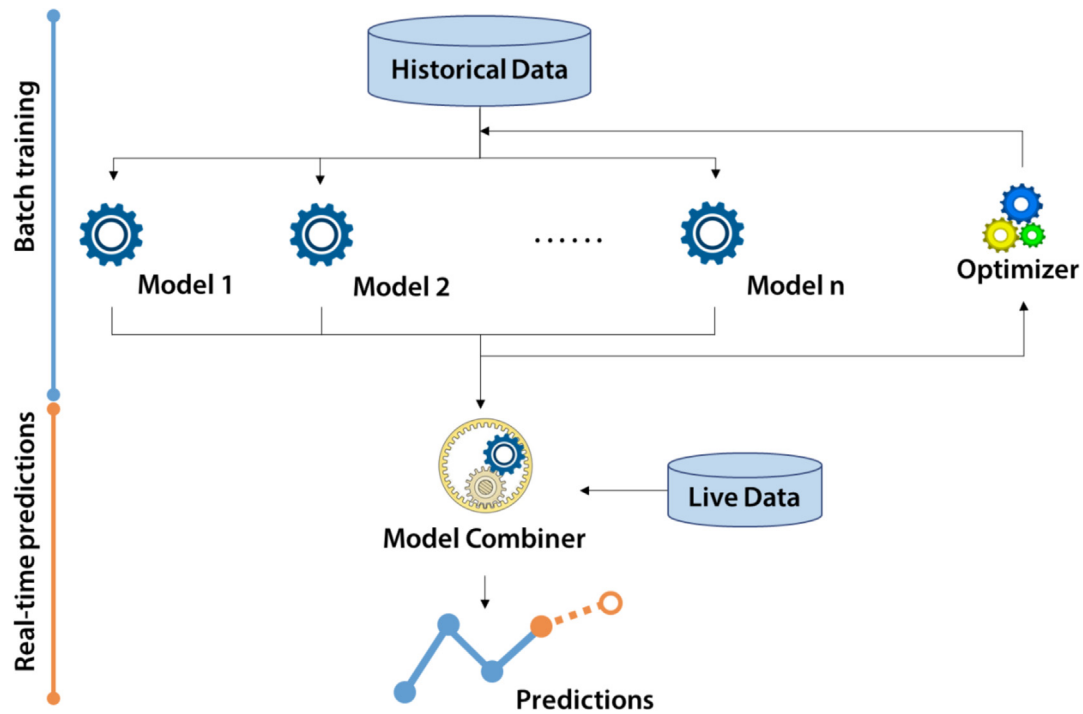 Batch training
Historical Data
Model 1
Model 2
......
Model n
Optimizer
Real-time predictions
Live Data
Model Combiner
Predictions